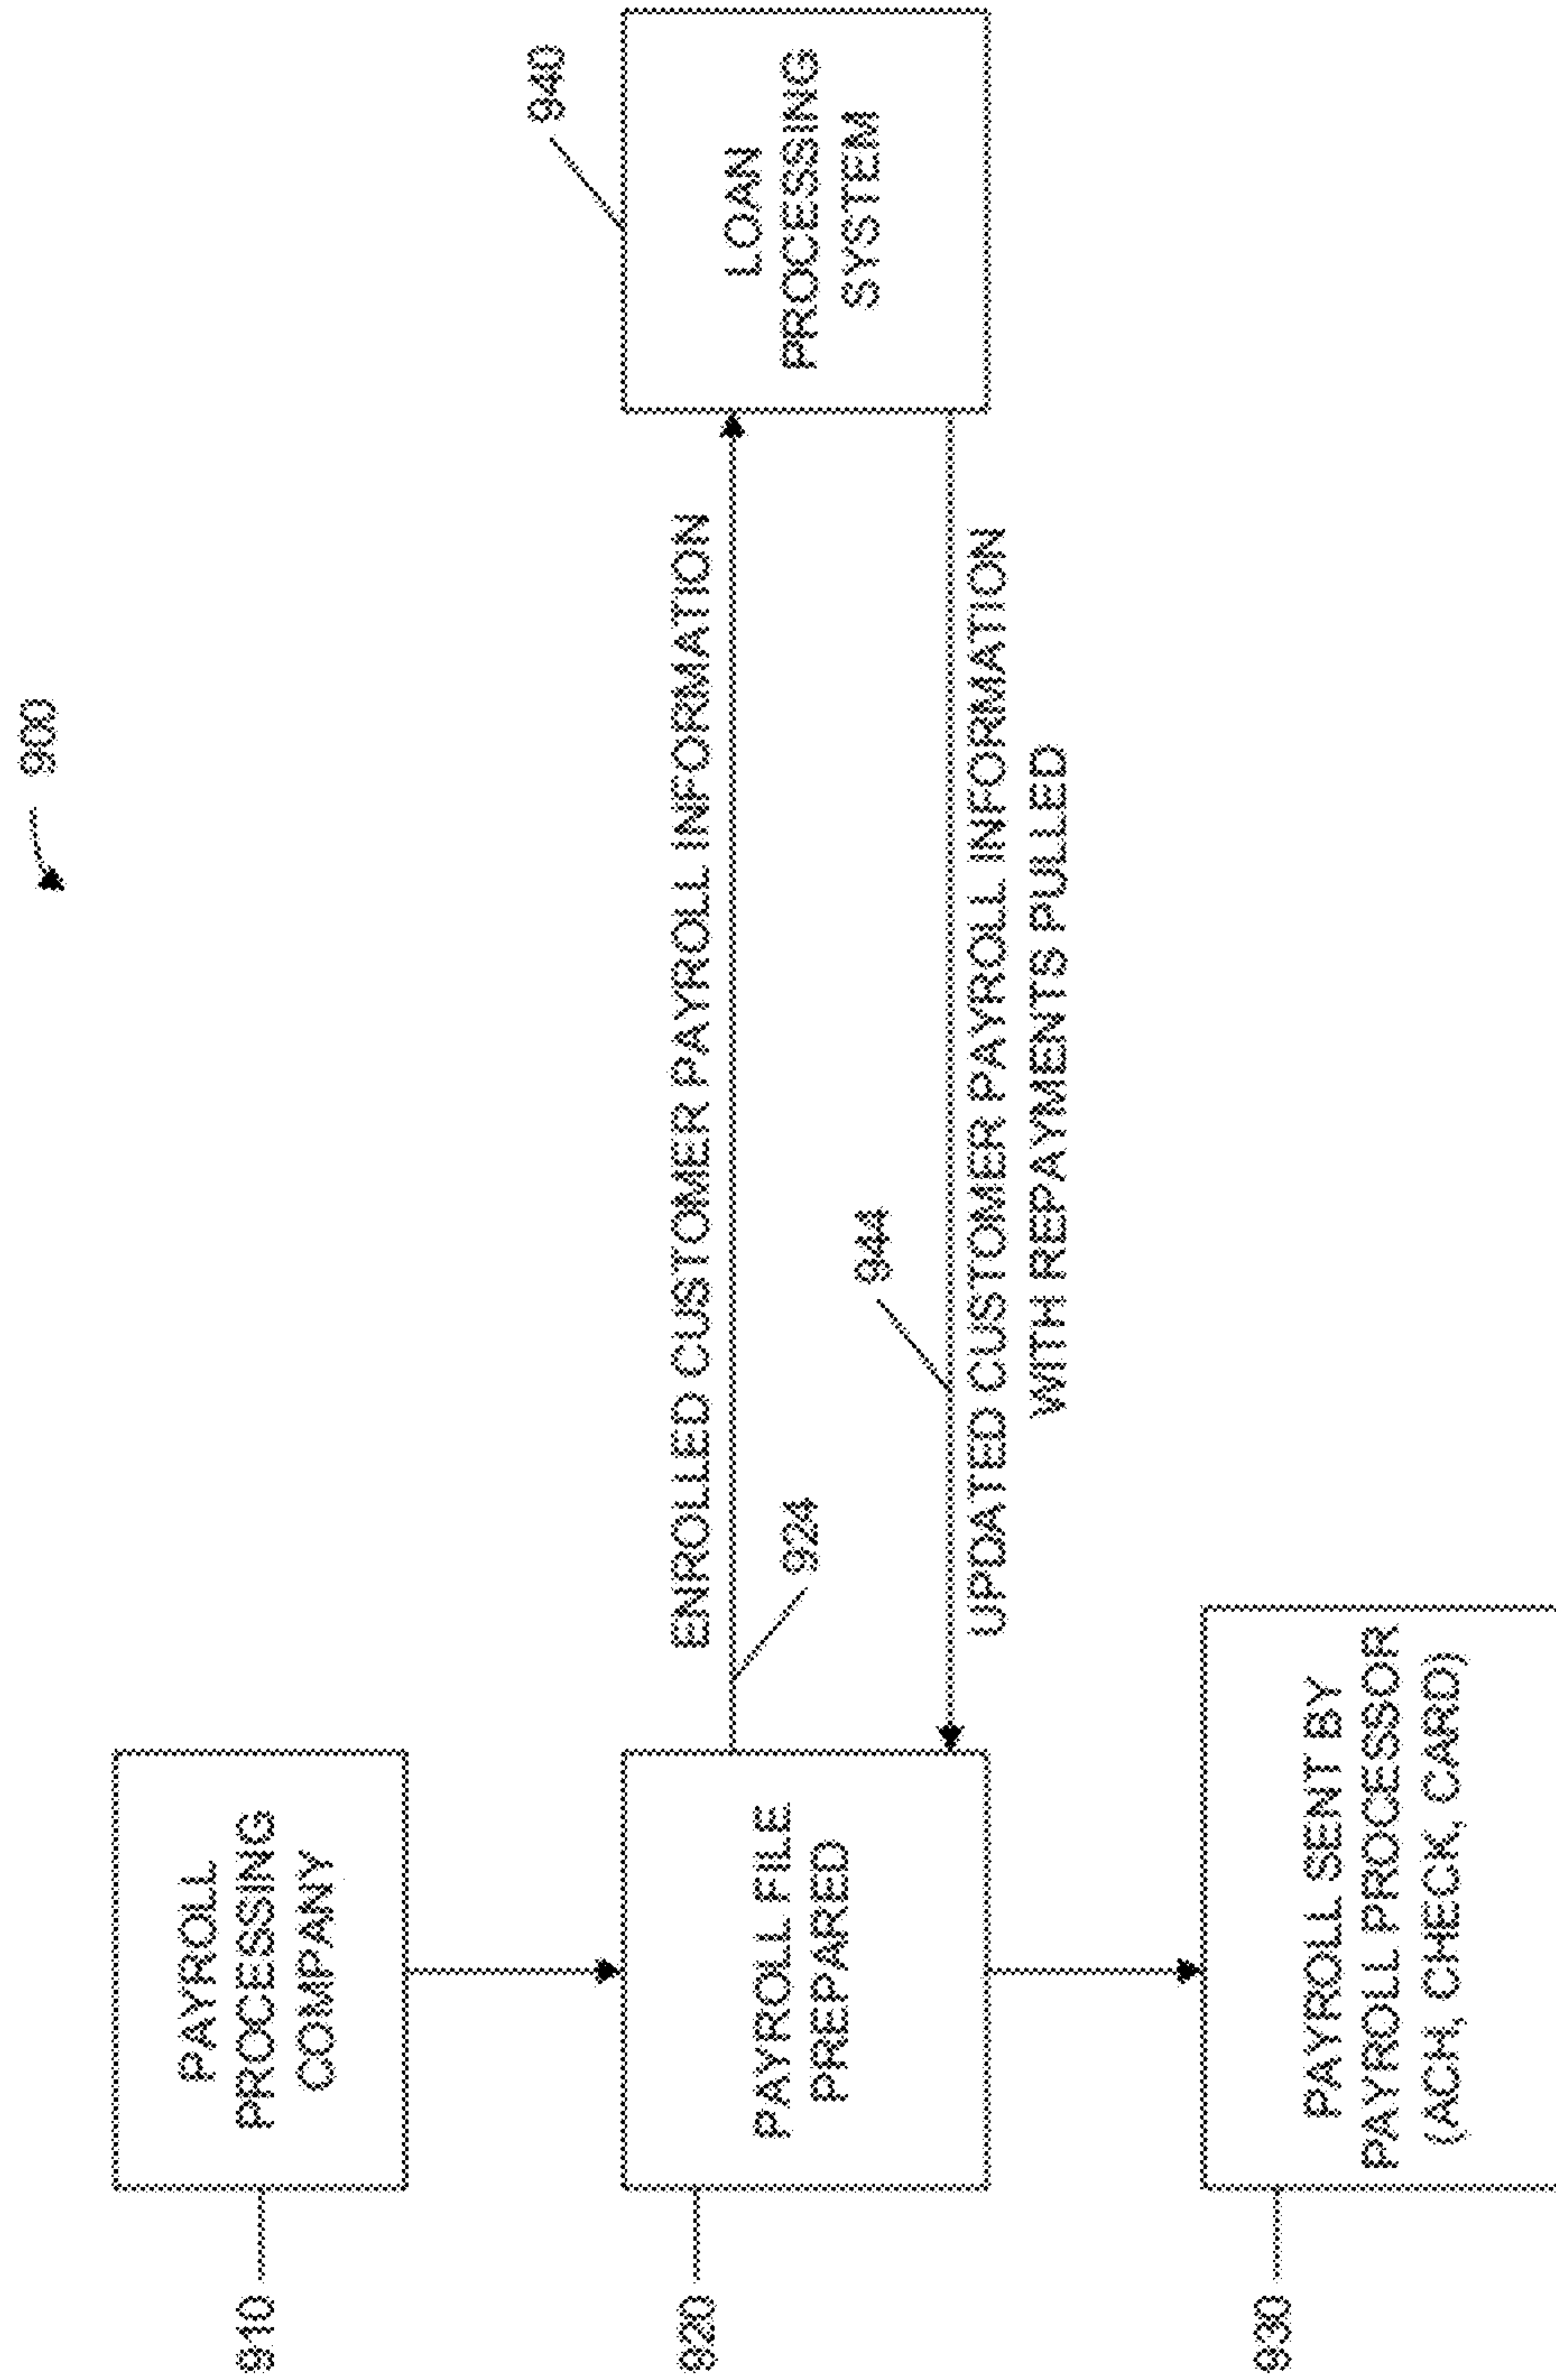 900
910
PAYROLL
PROCESSING
COMPANY
920
PAYROLL FILE
PREPARED
924
ENROLLED CUSTOMER PAYROLL INFORMATION
940
LOAN
PROCESSING
SYSTEM
944
UPDATED CUSTOMER PAYROLL INFORMATION
WITH REPAYMENTS PULLED
930
PAYROLL SENT BY
PAYROLL PROCESSOR
(ACH, CHECK, CARD)